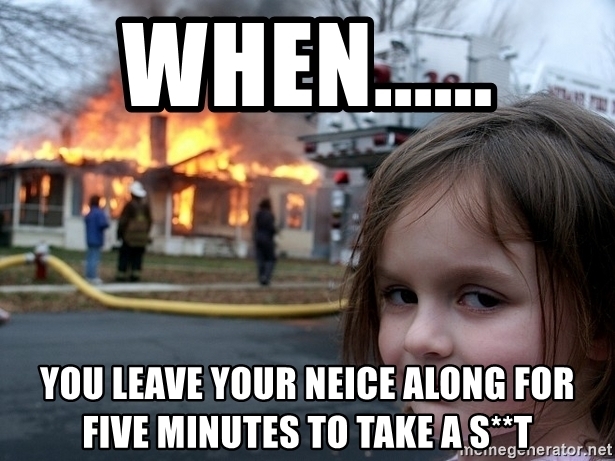 WHEN......
YOU LEAVE YOUR NEICE ALONG FOR
FIVE MINUTES TO TAKE A S**T
memegenerator.net